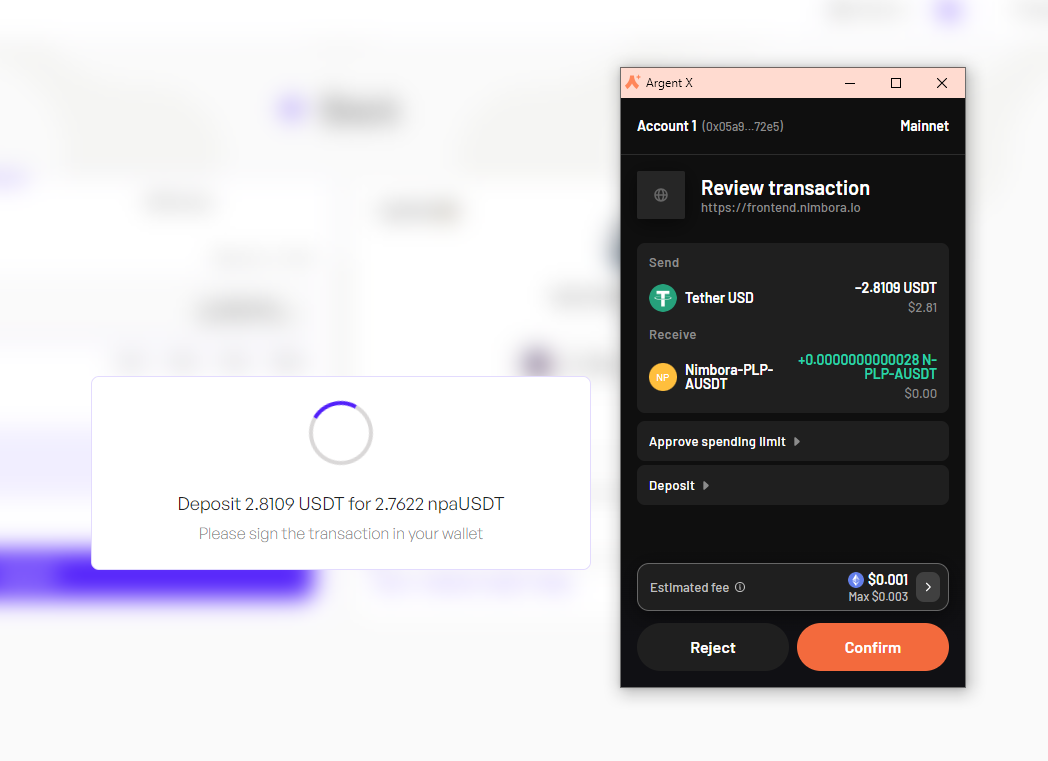 Argent X
Account 1 (0x05a9...72e5) Mainnet
Review transaction
https://frontend.nimbora.io
Send
Tether USD
−2.8109 USDT
$2.81
Receive
NP
Nimbora-PLP-
AUSDT
+0.0000000000028 N-
PLP-AUSDT
$0.00
Approve spending limit
Deposit
Estimated fee
$0.001
Max $0.003
Reject
Confirm
Deposit 2.8109 USDT for 2.7622 npaUSDT
Please sign the transaction in your wallet